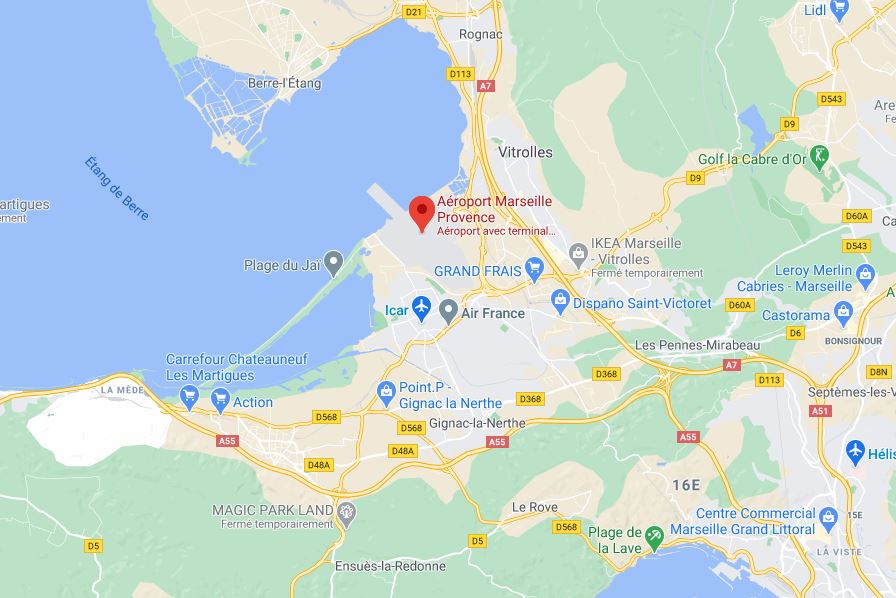 D21
Lidl
Rognac
D113
A7
Berre-l'Étang
D543
D9
Vitrolles
Golf la Cabre d'Or
D9
Étang de Berre
artigues
ement
Aéroport Marseille
Provence
Aéroport avec terminal...
D60A
D543
IKEA Marseille
- Vitrolles
Fermé temporairement
Plage du Jaï
GRAND FRAIS
Leroy Merlin
Cabries - Marseille
Dispano Saint-Victoret
D60A
Icar
Air France
Castorama
D6
BONSIGNOUR
Les Pennes-Mirabeau
Carrefour Chateauneuf
Les Martigues
A7
D368
D113
D8N
LA MÈDE
Action
Point.P -
Gignac la Nerthe
D368
Septèmes-les-V
A51
D568
D568
Gignac-la-Nerthe
A55
A55
A55
D48A
D48A
Hélis
16E
MAGIC PARK LAND
Fermé temporairement
Le Rove
D568
Centre Commercial
Marseille Grand Littoral
15E
Plage de
la Lave
D5
D5
LA VISTE
Ensuès-la-Redonne